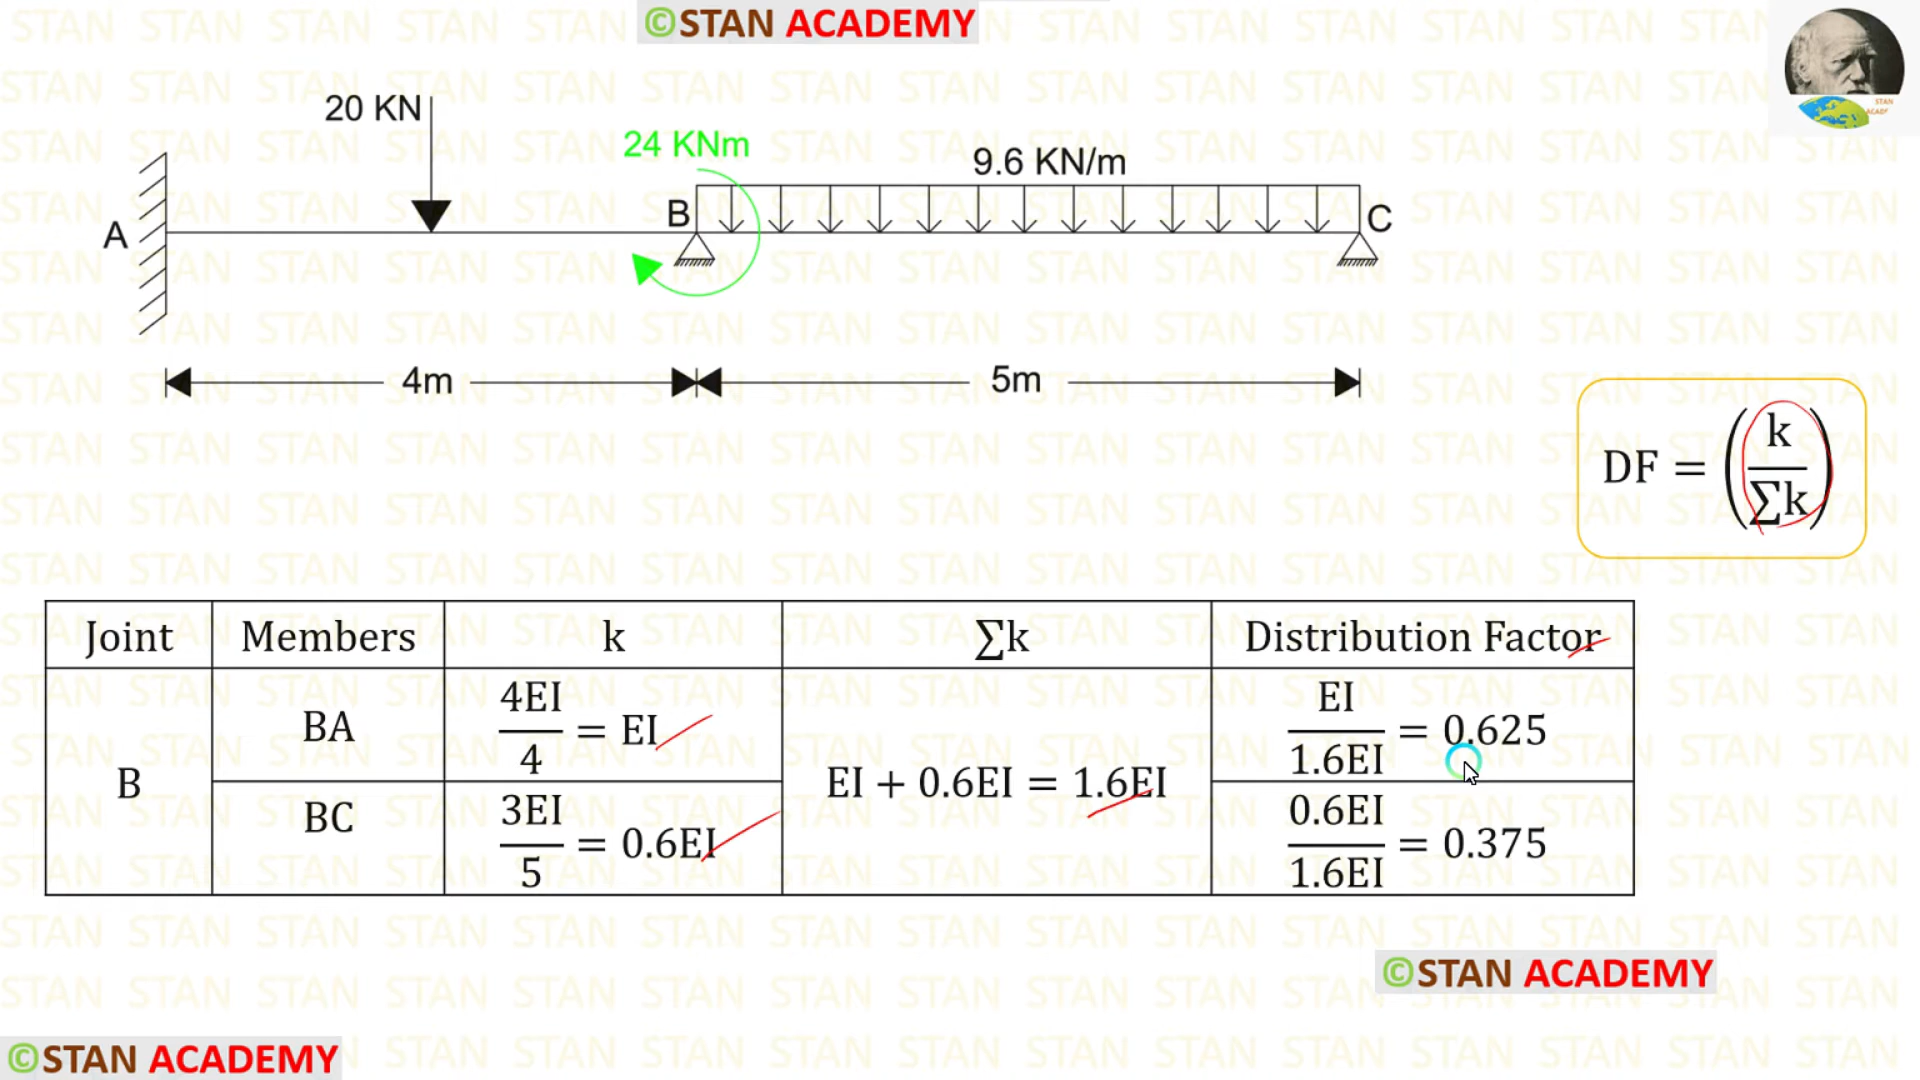 ©STAN ACADEMY
20 KN
24 KNm
9.6 KN/m
A
B
C
4m
5m
DF = (k/∑k)
Joint Members k ∑k Distribution Factor
B
BA 4EI/4 = EI
EI + 0.6EI = 1.6EI
EI/1.6EI = 0.625
BC 3EI/5 = 0.6EI
0.6EI/1.6EI = 0.375
©STAN ACADEMY
©STAN ACADEMY